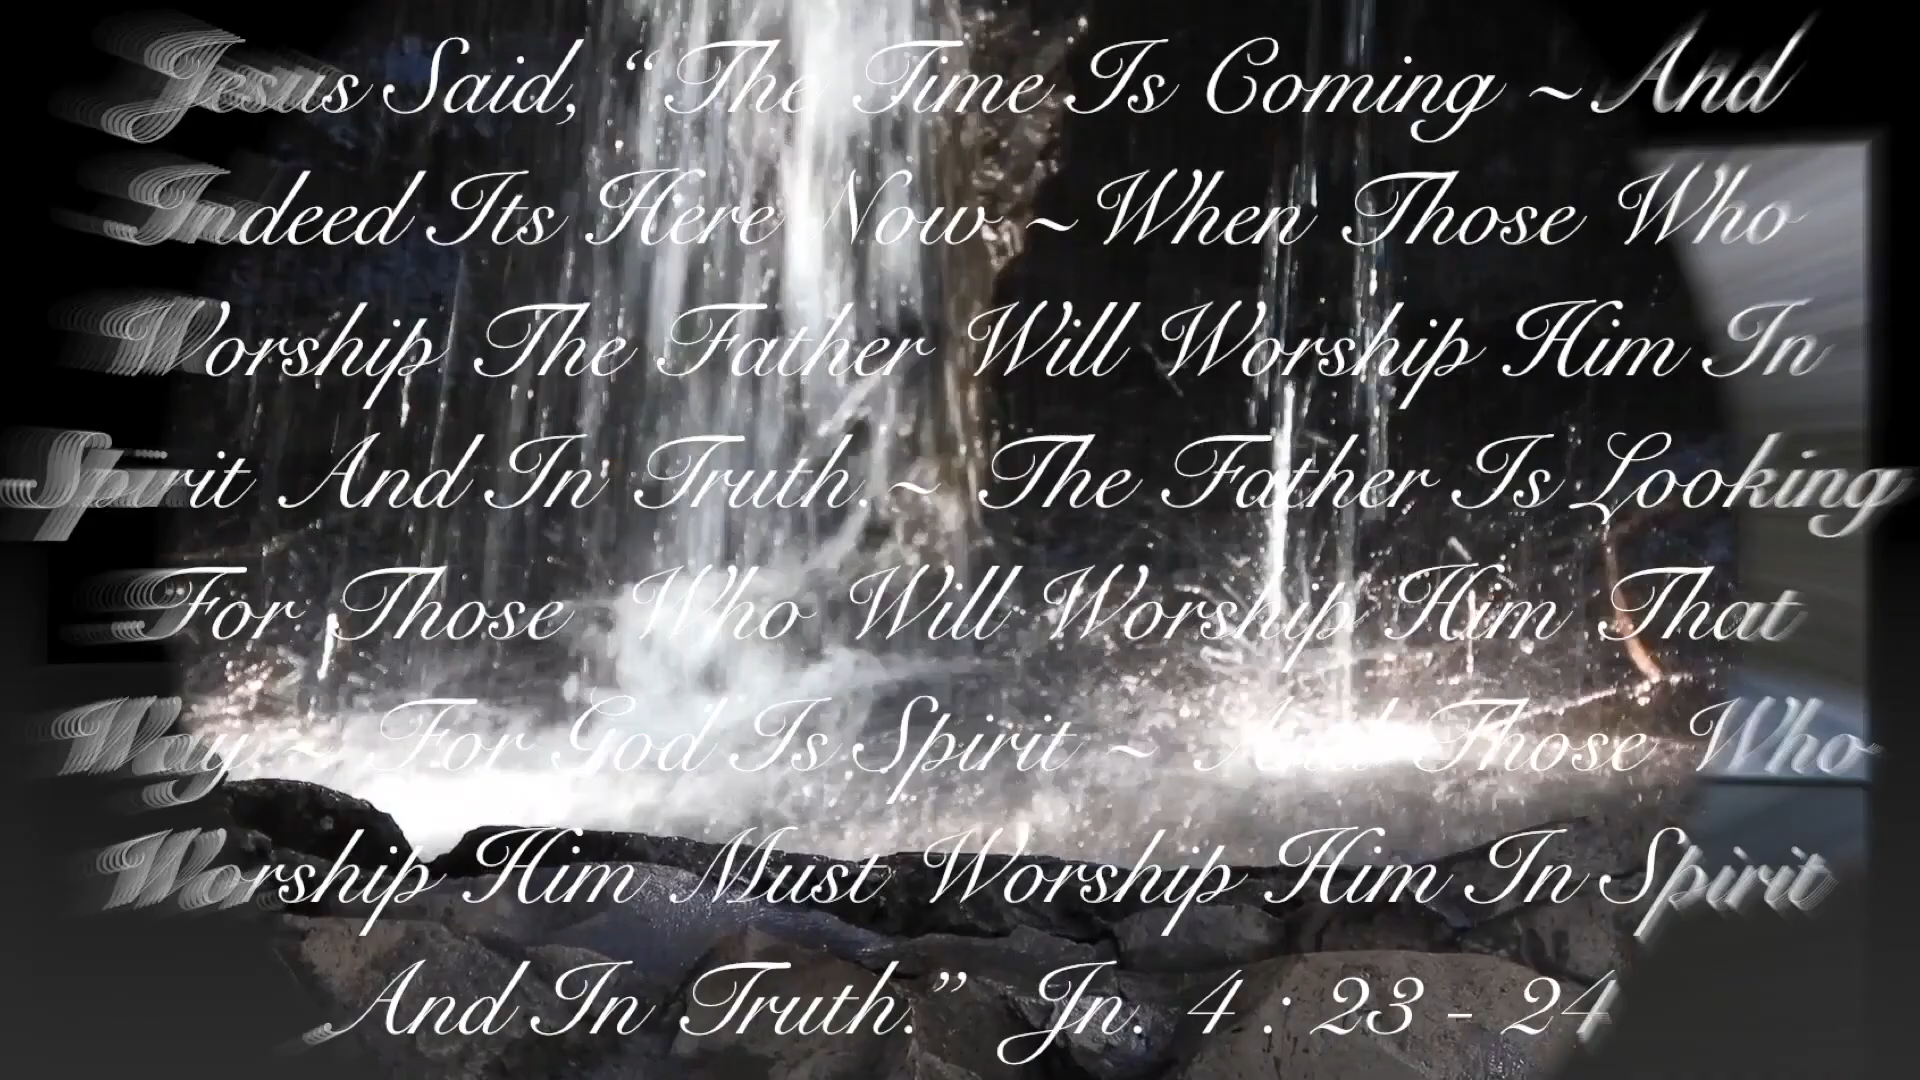 Jesus Said, “The Time Is Coming ~ And
Indeed Its Here Now ~ When Those Who
Worship The Father Will Worship Him In
Spirit And In Truth. ~ The Father Is Looking
For Those Who Will Worship Him That
Way. ~ For God Is Spirit ~ And Those Who
Worship Him Must Worship Him In Spirit
And In Truth.” Jn. 4 : 23 - 24